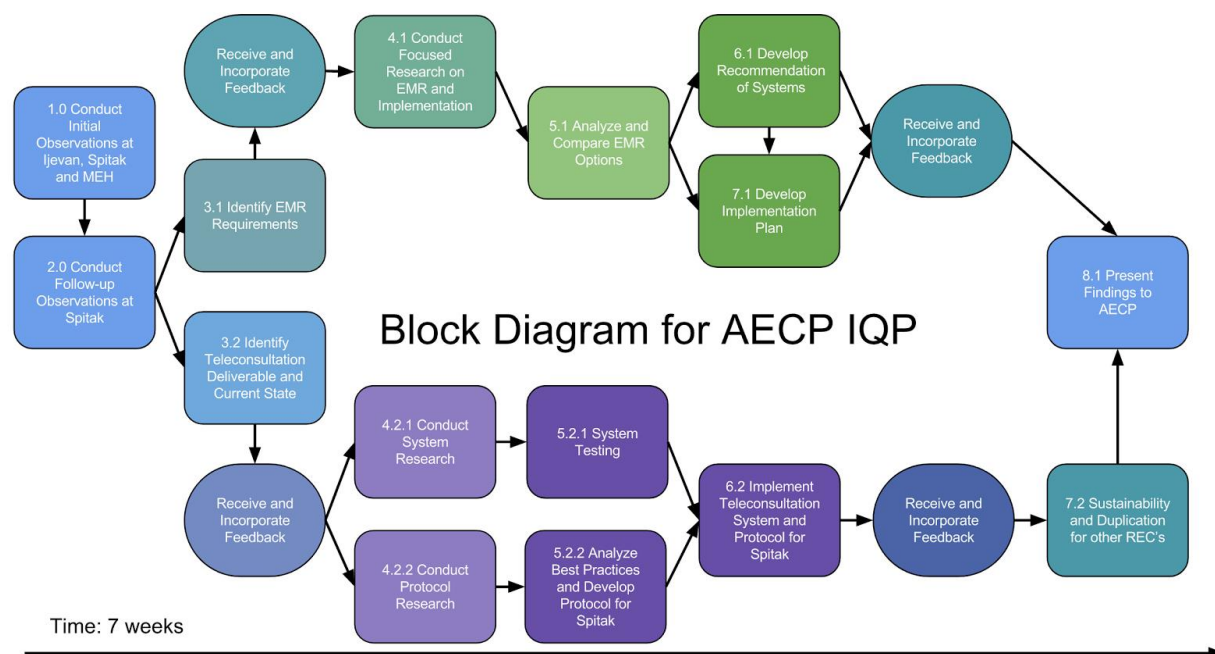 1.0 Conduct
Initial
Observations at
Ijevan, Spitak
and MEH
2.0 Conduct
Follow-up
Observations at
Spitak
Receive and
Incorporate
Feedback
3.1 Identify EMR
Requirements
3.2 Identify
Teleconsultation
Deliverable and
Current State
Receive and
Incorporate
Feedback
4.1 Conduct
Focused
Research on
EMR and
Implementation
5.1 Analyze and
Compare EMR
Options
6.1 Develop
Recommendation
of Systems
7.1 Develop
Implementation
Plan
Receive and
Incorporate
Feedback
8.1 Present
Findings to
AECP
Block Diagram for AECP IQP
4.2.1 Conduct
System
Research
5.2.1 System
Testing
4.2.2 Conduct
Protocol
Research
5.2.2 Analyze
Best Practices
and Develop
Protocol for
Spitak
6.2 Implement
Teleconsultation
System and
Protocol for
Spitak
Receive and
Incorporate
Feedback
7.2 Sustainability
and Duplication
for other REC's
Time: 7 weeks